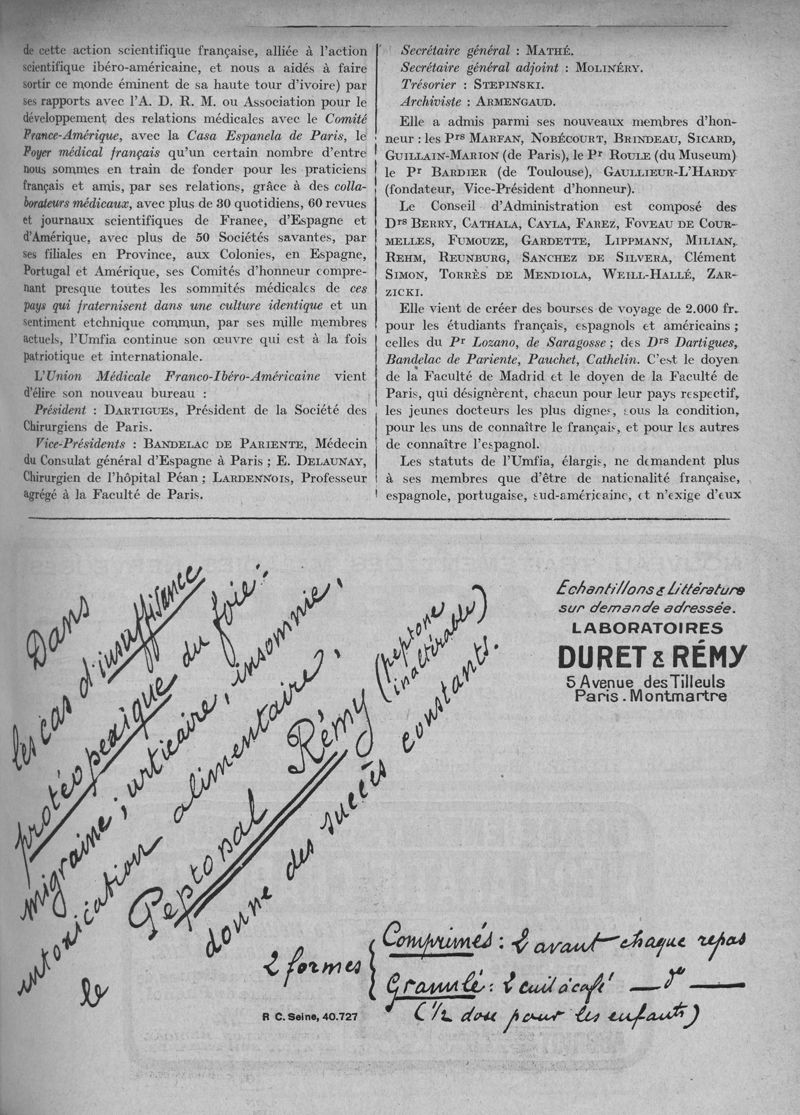 de cette action scientifique française, alliée à l'action
scientifique ibéro-américaine, et nous a aidés à faire
sortir ce monde éminent de sa haute tour d'ivoire) par
ses rapports avec l'A. D. R. M. ou Association pour le
développement des relations médicales avec le Comité
France-Amérique, avec la Casa Espanela de Paris, le
Foyer médical français qu'un certain nombre d'entre
nous sommes en train de fonder pour les praticiens
français et amis, par ses relations, grâce à des colla-
borateurs médicaux, avec plus de 30 quotidiens, 60 revues
et journaux scientifiques de Franee, d'Espagne et
d'Amérique, avec plus de 50 Sociétés savantes, par
ses filiales en Province, aux Colonies, en Espagne,
Portugal et Amérique, ses Comités d'honneur compre-
nant presque toutes les sommités médicales de ces
pays qui fraternisent dans une culture identique et un
sentiment etchnique commun, par ses mille membres
actuels, l'Umfia continue son œuvre qui est à la fois
patriotique et internationale.
L'Union Médicale Franco-Ibéro-Américaine vient
d'élire son nouveau bureau :
Président : DARTIGUES, Président de la Société des
Chirurgiens de Paris.
Vice-Présidents : BANDELAC DE PARIENTE, Médecin
du Consulat général d'Espagne à Paris ; E. DELAUNAY,
Chirurgien de l'hôpital Péan ; LARDENNOIS, Professeur
agrégé à la Faculté de Paris.
Secrétaire général : MATHÉ.
Secrétaire général adjoint : MOLINÉRY.
Trésorier : STEPINSKI.
Archiviste : ARMENGAUD.
Elle a admis parmi ses nouveaux membres d'hon-
neur : les Prs MARFAN, NOBÉCOURT, BRINDEAU, SICARD,
GUILLAIN-MARION (de Paris), le Pr ROULE (du Museum)
le Pr BARDIER (de Toulouse), GAULLIEUR-L'HARDY
(fondateur, Vice-Président d'honneur).
Le Conseil d'Administration est composé des
Drs BERRY, CATHALA, CAYLA, FAREZ, FOVEAU DE COUR-
MELLES, FUMOUZE, GARDETTE, LIPPMANN, MILIAN,
REHM, REUNBURG, SANCHEZ DE SILVERA, Clément
SIMON, TORRÈS DE MENDIOLA, WEILL-HALLÉ, ZAR-
ZICKI.
Elle vient de créer des bourses de voyage de 2.000 fr.
pour les étudiants français, espagnols et américains ;
celles du Pr Lozano, de Saragosse ; des Drs Dartigues,
Bandelac de Pariente, Pauchet, Cathelin. C'est le doyen
de la Faculté de Madrid et le doyen de la Faculté de
Paris, qui désignèrent, chacun pour leur pays respectif,
les jeunes docteurs les plus dignes, sous la condition,
pour les uns de connaître le français, et pour les autres
de connaître l'espagnol.
Les statuts de l'Umfia, élargis, ne demandent plus
à ses membres que d'être de nationalité française,
espagnole, portugaise, sud-américaine, et n'exige d'eux
Dans
les cas d'insuffisance
protéopexique du foie :
migraine ; urticaire, insomnie,
intoxication alimentaire,
le Peptonal Rémy (peptone
inaltérable)
donne des succès constants.
Échantillons & Littérature
sur demande adressée.
LABORATOIRES
DURET & RÉMY
5 Avenue des Tilleuls
Paris. Montmartre
2 formes
Comprimés : 2 avant chaque repas
Granulé : 2 cuil à café — do —
(1/2 dose pour les enfants)
R C. Seine, 40.727